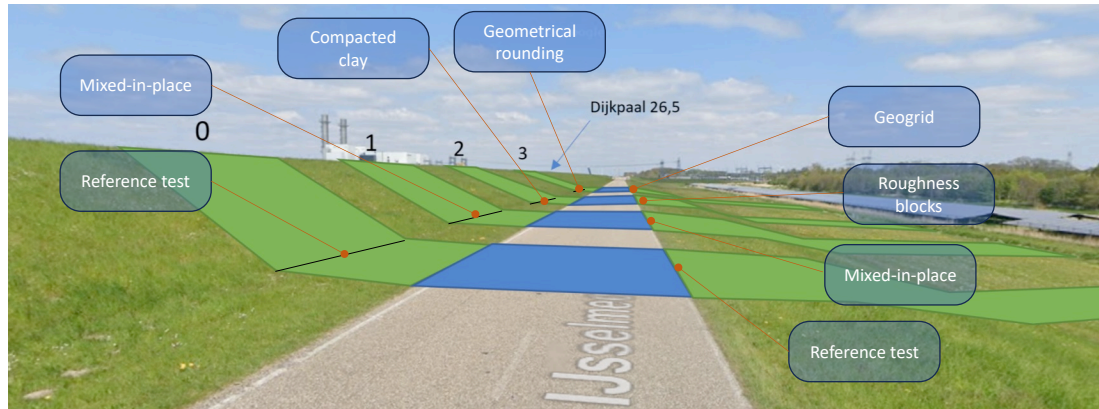 Compacted
clay
Geometrical
rounding
Mixed-in-place
Dijkpaal 26,5
Geogrid
0
1
2
3
Reference test
Roughness
blocks
Mixed-in-place
Reference test
IJsselmeer